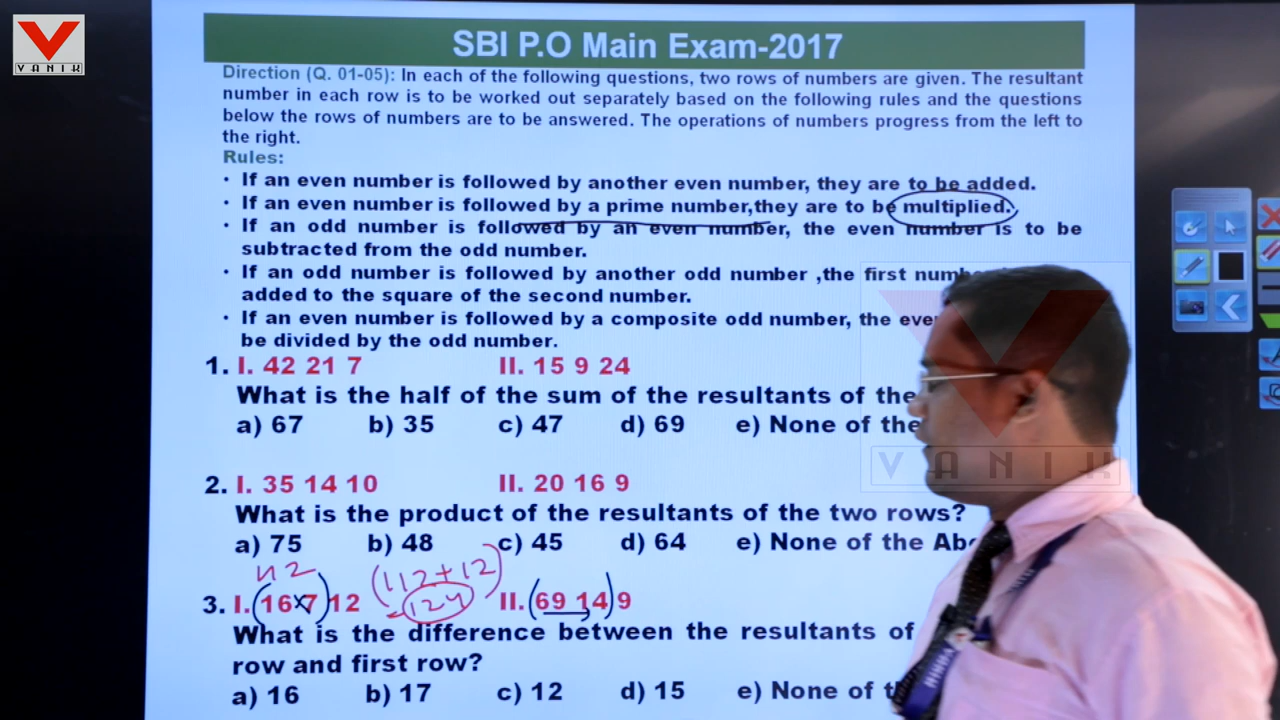 VANIK
SBI P.O Main Exam-2017
Direction (Q. 01-05): In each of the following questions, two rows of numbers are given. The resultant
number in each row is to be worked out separately based on the following rules and the questions
below the rows of numbers are to be answered. The operations of numbers progress from the left to
the right.
Rules:
• If an even number is followed by another even number, they are to be added.
• If an even number is followed by a prime number,they are to be multiplied.
• If an odd number is followed by an even number, the even number is to be
subtracted from the odd number.
• If an odd number is followed by another odd number ,the first
added to the square of the second number.
• If an even number is followed by a composite odd number, the
be divided by the odd number.
1. I. 42 21 7 II. 15 9 24
What is the half of the sum of the resultants of the
a) 67 b) 35 c) 47 d) 69 e) None of the
VANIK
2. I. 35 14 10 II. 20 16 9
What is the product of the resultants of the two rows?
a) 75 b) 48 c) 45 d) 64 e) None of the
112 (112+12)
3. I. (16×7) 12 124 II. (69 14) 9
What is the difference between the resultants of
row and first row?
a) 16 b) 17 c) 12 d) 15 e) None of